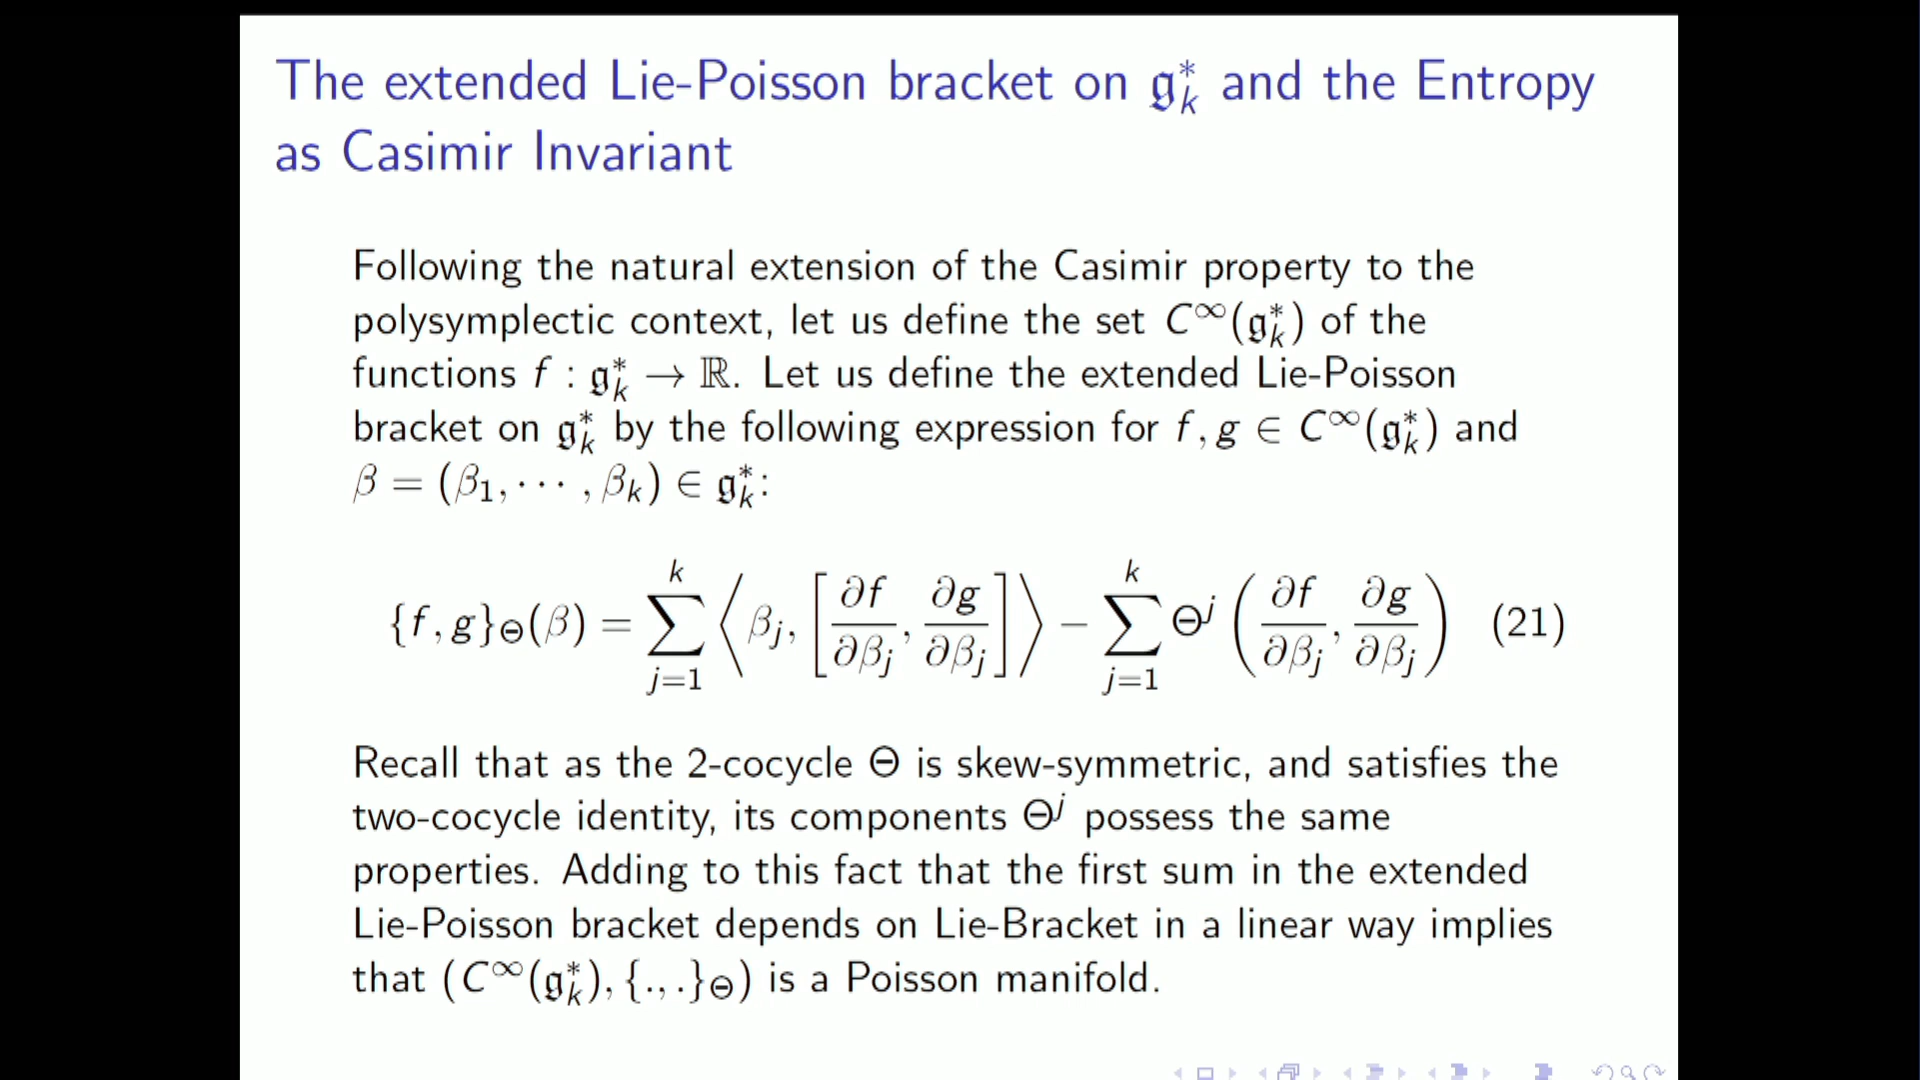 The extended Lie-Poisson bracket on 𝔤*ₖ and the Entropy
as Casimir Invariant
Following the natural extension of the Casimir property to the
polysymplectic context, let us define the set C^∞(𝔤*ₖ) of the
functions f : 𝔤*ₖ → ℝ. Let us define the extended Lie-Poisson
bracket on 𝔤*ₖ by the following expression for f, g ∈ C^∞(𝔤*ₖ) and
β = (β₁, ⋯ , βₖ) ∈ 𝔤*ₖ:
{f, g}_Θ(β) = ∑_{j=1}^{k} ⟨βⱼ, [∂f/∂βⱼ, ∂g/∂βⱼ]⟩ − ∑_{j=1}^{k} Θ^j (∂f/∂βⱼ, ∂g/∂βⱼ) (21)
Recall that as the 2-cocycle Θ is skew-symmetric, and satisfies the
two-cocycle identity, its components Θ^j possess the same
properties. Adding to this fact that the first sum in the extended
Lie-Poisson bracket depends on Lie-Bracket in a linear way implies
that (C^∞(𝔤*ₖ), {., .}_Θ) is a Poisson manifold.